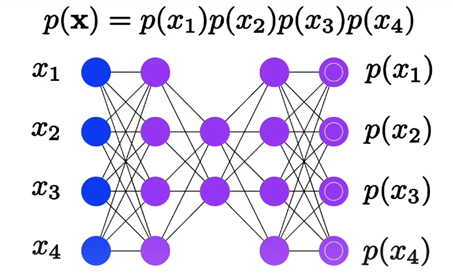 p(x) = p(x₁)p(x₂)p(x₃)p(x₄)
x₁ p(x₁)
x₂ p(x₂)
x₃ p(x₃)
x₄ p(x₄)